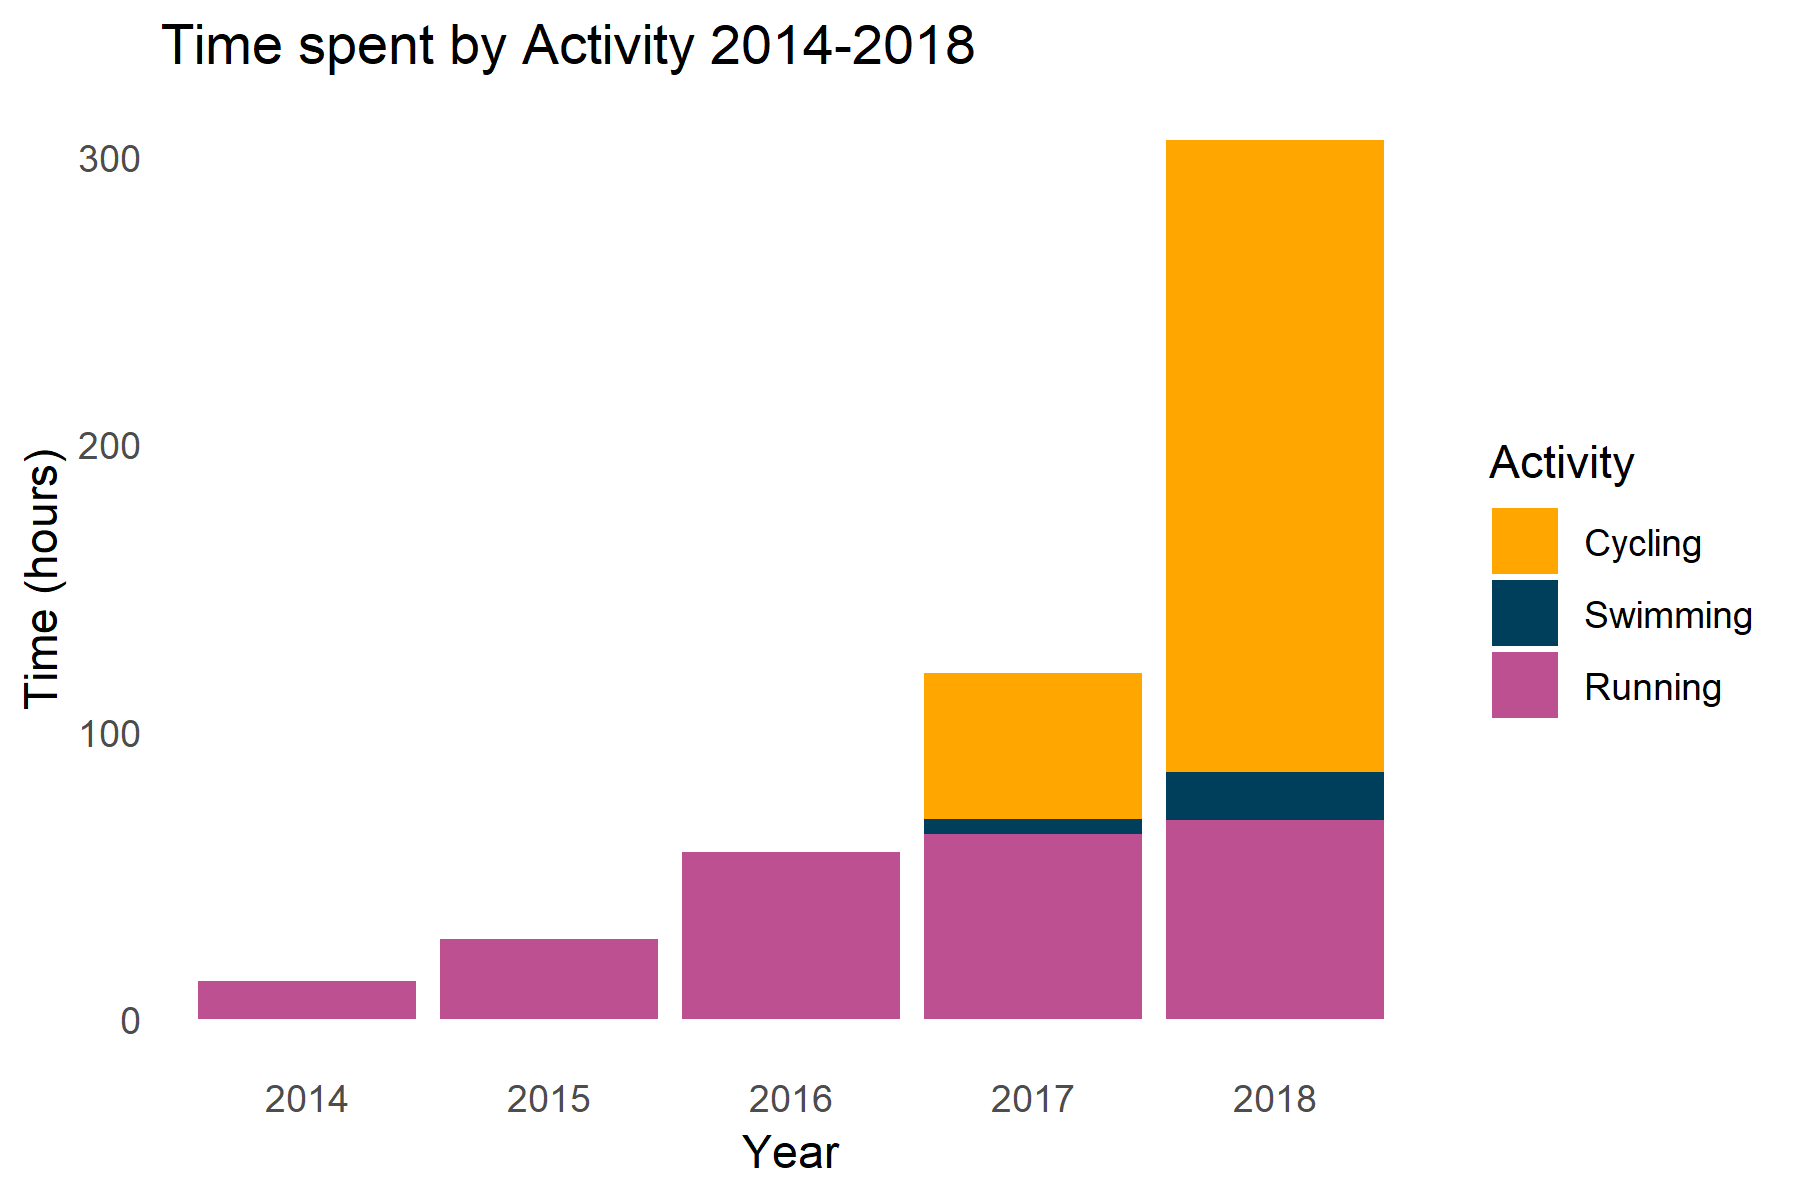 Time spent by Activity 2014-2018
300
200
100
0
Time (hours)
2014 2015 2016 2017 2018
Year
Activity
Cycling
Swimming
Running